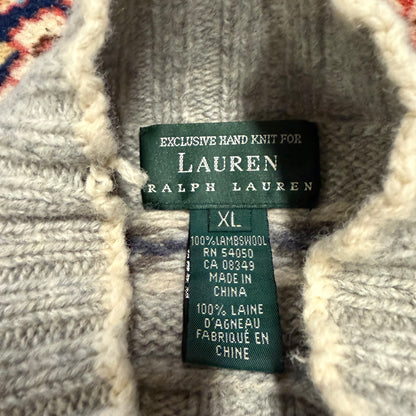 EXCLUSIVE HAND KNIT FOR
LAUREN
RALPH LAUREN
XL
100% LAMBSWOOL
RN 54050
CA 08349
MADE IN
CHINA
100% LAINE
D'AGNEAU
FABRIQUÉ EN
CHINE